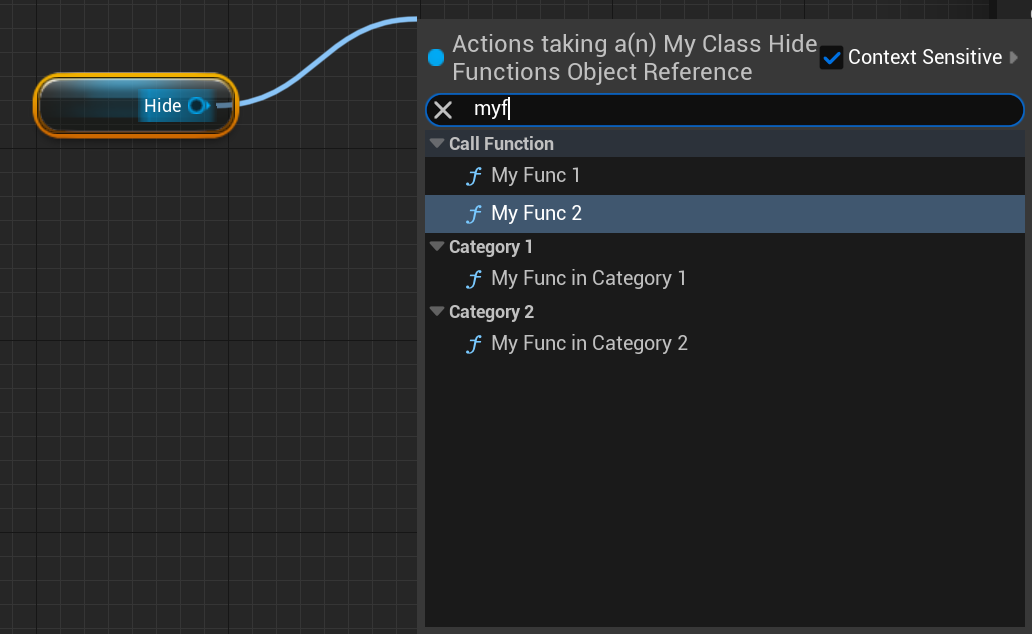 Hide
Actions taking a(n) My Class Hide
Functions Object Reference
Context Sensitive
myf
Call Function
My Func 1
My Func 2
Category 1
My Func in Category 1
Category 2
My Func in Category 2